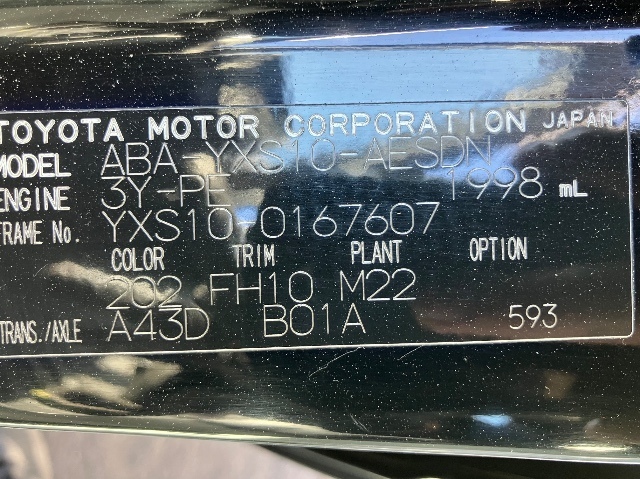 TOYOTA MOTOR CORPORATION JAPAN
MODEL ABA-YXS10-AESDN
ENGINE 3Y-PE 1998 mL
FRAME No. YXS10-0167607
COLOR TRIM PLANT OPTION
202 FH10 M22
TRANS./AXLE A43D B01A 593